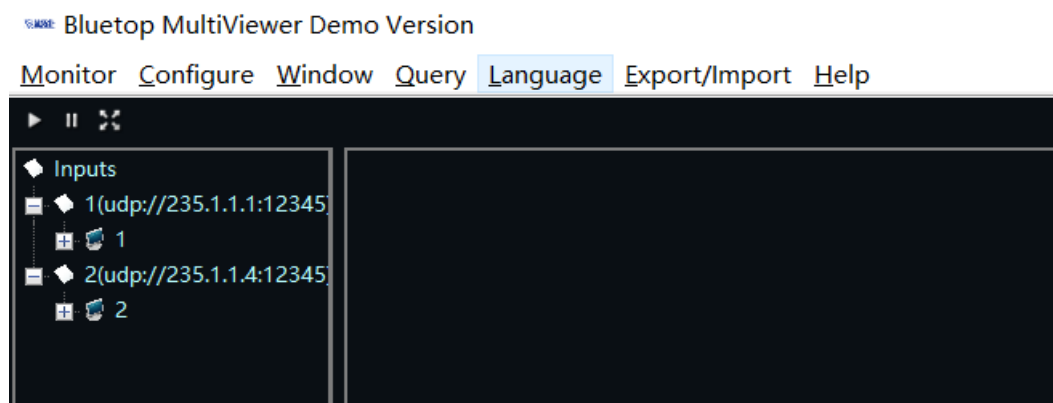 Bluetop MultiViewer Demo Version
Monitor Configure Window Query Language Export/Import Help
Inputs
1(udp://235.1.1.1:12345)
1
2(udp://235.1.1.4:12345)
2